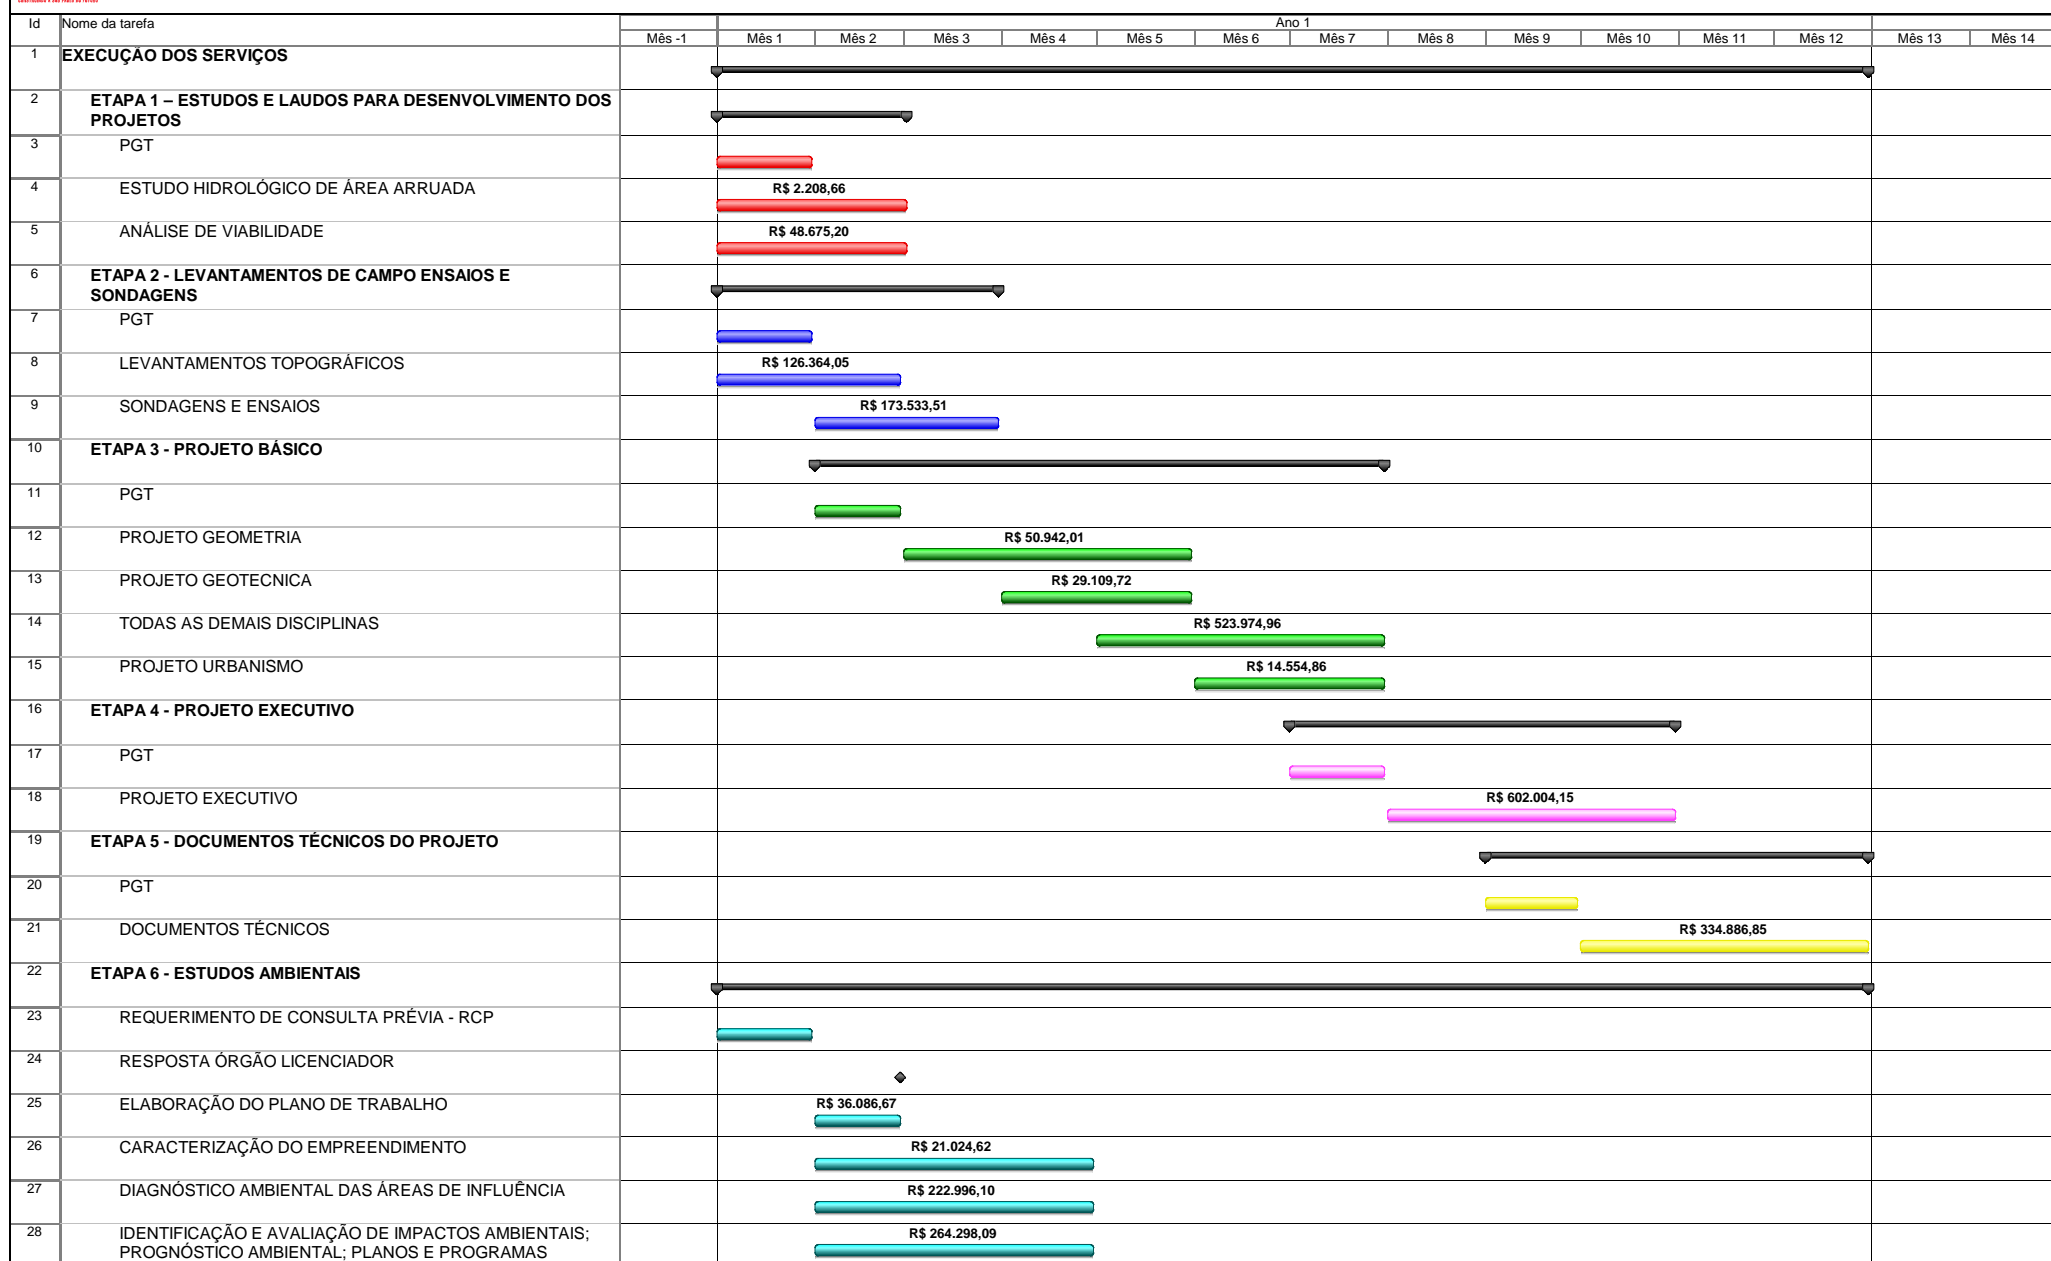 Id Nome da tarefa Ano 1
Mês -1 Mês 1 Mês 2 Mês 3 Mês 4 Mês 5 Mês 6 Mês 7 Mês 8 Mês 9 Mês 10 Mês 11 Mês 12 Mês 13 Mês 14
1 EXECUÇÃO DOS SERVIÇOS
2 ETAPA 1 – ESTUDOS E LAUDOS PARA DESENVOLVIMENTO DOS
PROJETOS
3 PGT
4 ESTUDO HIDROLÓGICO DE ÁREA ARRUADA R$ 2.208,66
5 ANÁLISE DE VIABILIDADE R$ 48.675,20
6 ETAPA 2 - LEVANTAMENTOS DE CAMPO ENSAIOS E
SONDAGENS
7 PGT
8 LEVANTAMENTOS TOPOGRÁFICOS R$ 126.364,05
9 SONDAGENS E ENSAIOS R$ 173.533,51
10 ETAPA 3 - PROJETO BÁSICO
11 PGT
12 PROJETO GEOMETRIA R$ 50.942,01
13 PROJETO GEOTECNICA R$ 29.109,72
14 TODAS AS DEMAIS DISCIPLINAS R$ 523.974,96
15 PROJETO URBANISMO R$ 14.554,86
16 ETAPA 4 - PROJETO EXECUTIVO
17 PGT
18 PROJETO EXECUTIVO R$ 602.004,15
19 ETAPA 5 - DOCUMENTOS TÉCNICOS DO PROJETO
20 PGT
21 DOCUMENTOS TÉCNICOS R$ 334.886,85
22 ETAPA 6 - ESTUDOS AMBIENTAIS
23 REQUERIMENTO DE CONSULTA PRÉVIA - RCP
24 RESPOSTA ÓRGÃO LICENCIADOR
25 ELABORAÇÃO DO PLANO DE TRABALHO R$ 36.086,67
26 CARACTERIZAÇÃO DO EMPREENDIMENTO R$ 21.024,62
27 DIAGNÓSTICO AMBIENTAL DAS ÁREAS DE INFLUÊNCIA R$ 222.996,10
28 IDENTIFICAÇÃO E AVALIAÇÃO DE IMPACTOS AMBIENTAIS; R$ 264.298,09
PROGNÓSTICO AMBIENTAL; PLANOS E PROGRAMAS